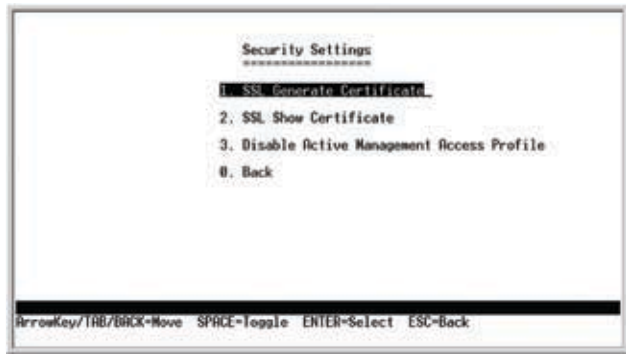 Security Settings
=================
1. SSL Generate Certificate
2. SSL Show Certificate
3. Disable Active Management Access Profile
0. Back
ArrowKey/TAB/BACK=Move SPACE=Toggle ENTER=Select ESC=Back